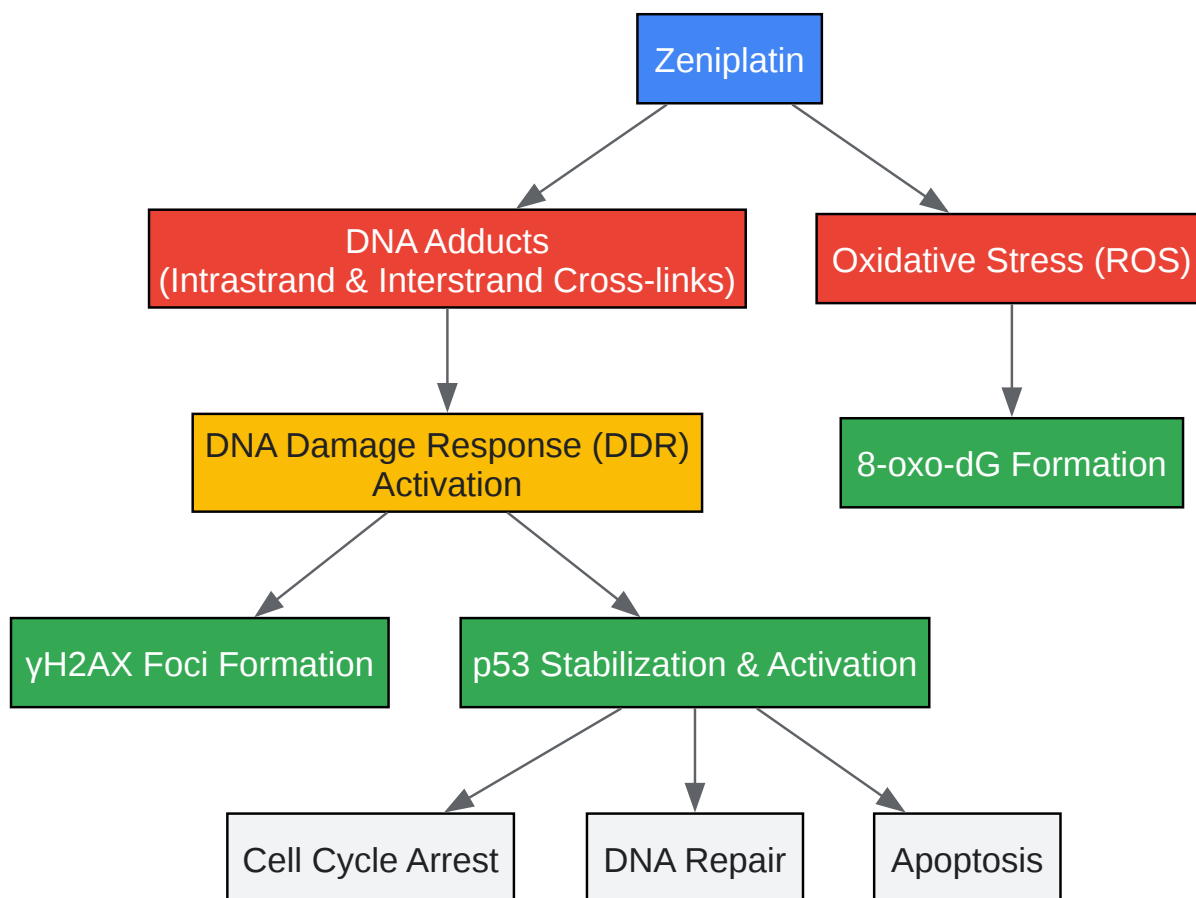 Zeniplatin
DNA Adducts
(Intrastrand & Interstrand Cross-links)
Oxidative Stress (ROS)
DNA Damage Response (DDR)
Activation
8-oxo-dG Formation
γH2AX Foci Formation
p53 Stabilization & Activation
Cell Cycle Arrest
DNA Repair
Apoptosis